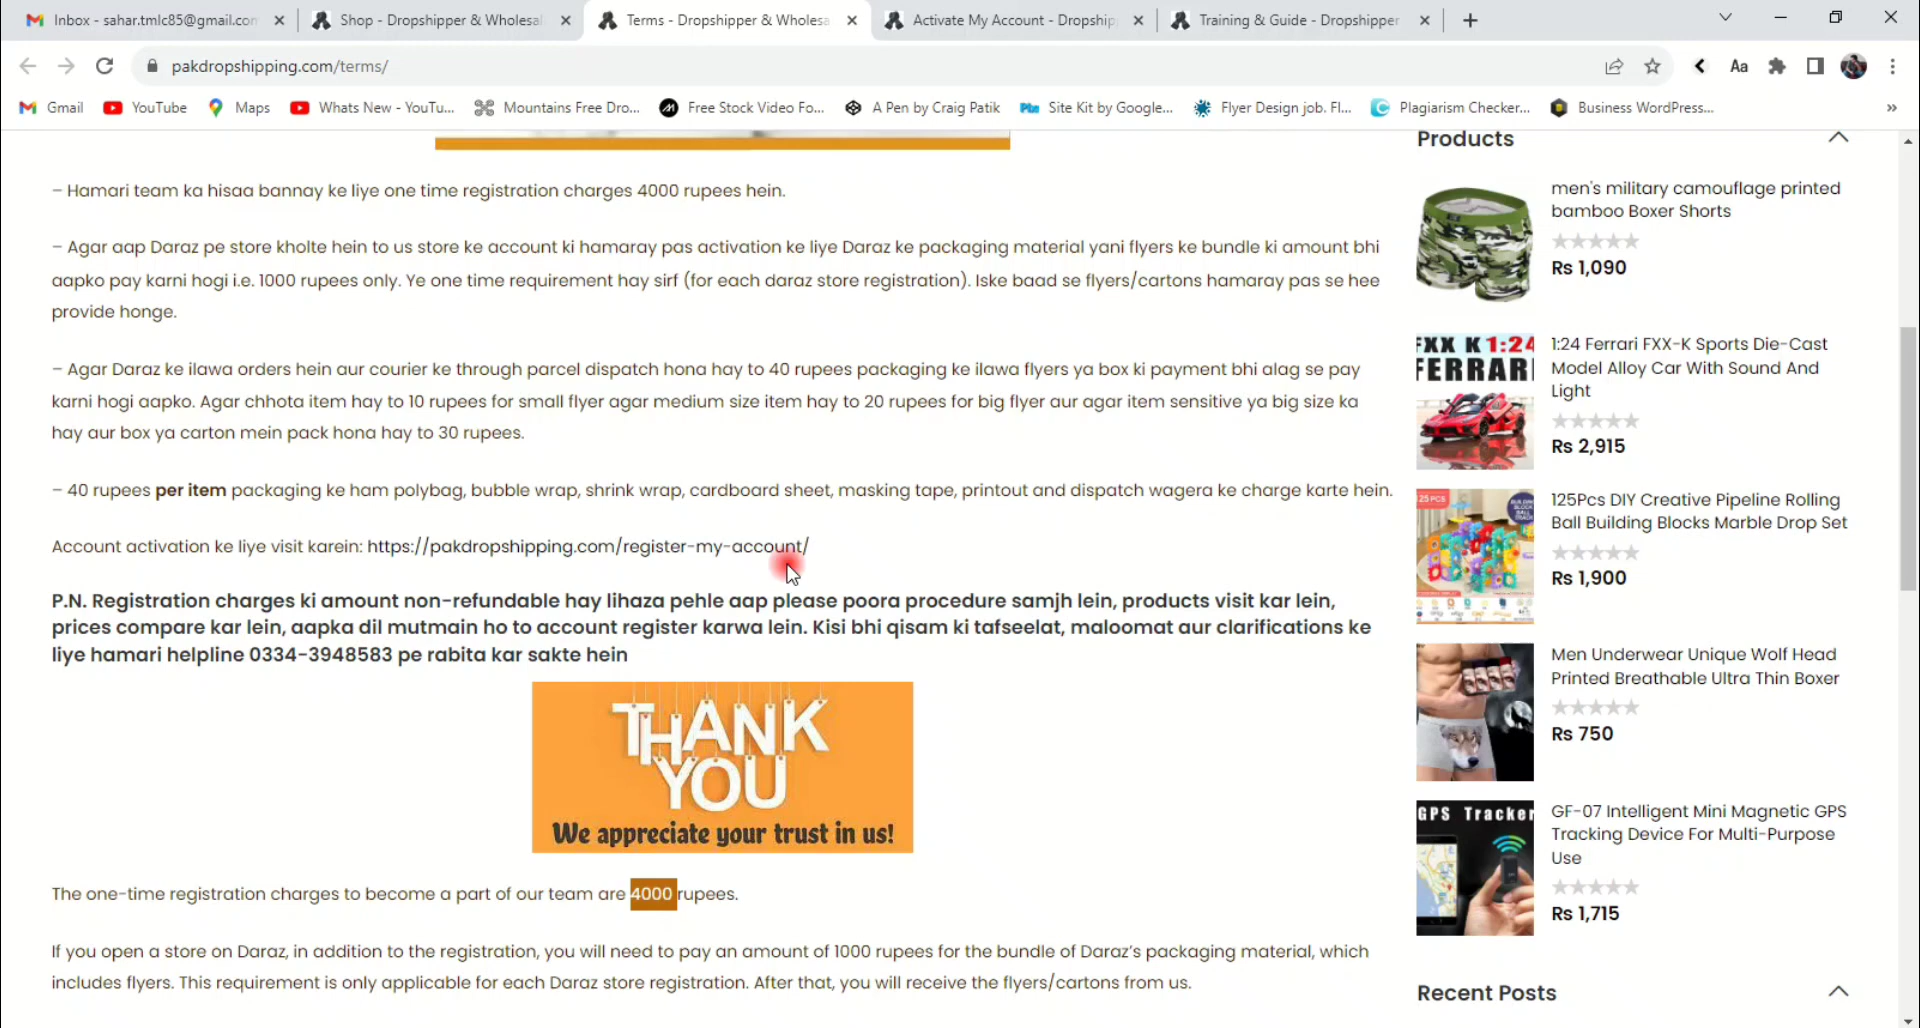 Inbox - sahar.tmlc85@gmail.con
Shop - Dropshipper & Wholesal
Terms - Dropshipper & Wholesa
Activate My Account - Dropship
Training & Guide - Dropshipper
pakdropshipping.com/terms/
Aa
Gmail
YouTube
Maps
Whats New - YouTu...
Mountains Free Dro...
Free Stock Video Fo...
A Pen by Craig Patik
Site Kit by Google...
Flyer Design job. Fl...
Plagiarism Checker...
Business WordPress...
– Hamari team ka hisaa bannay ke liye one time registration charges 4000 rupees hein.
– Agar aap Daraz pe store kholte hein to us store ke account ki hamaray pas activation ke liye Daraz ke packaging material yani flyers ke bundle ki amount bhi
aapko pay karni hogi i.e. 1000 rupees only. Ye one time requirement hay sirf (for each daraz store registration). Iske baad se flyers/cartons hamaray pas se hee
provide honge.
– Agar Daraz ke ilawa orders hein aur courier ke through parcel dispatch hona hay to 40 rupees packaging ke ilawa flyers ya box ki payment bhi alag se pay
karni hogi aapko. Agar chhota item hay to 10 rupees for small flyer agar medium size item hay to 20 rupees for big flyer aur agar item sensitive ya big size ka
hay aur box ya carton mein pack hona hay to 30 rupees.
– 40 rupees per item packaging ke ham polybag, bubble wrap, shrink wrap, cardboard sheet, masking tape, printout and dispatch wagera ke charge karte hein.
Account activation ke liye visit karein: https://pakdropshipping.com/register-my-account/
P.N. Registration charges ki amount non-refundable hay lihaza pehle aap please poora procedure samjh lein, products visit kar lein,
prices compare kar lein, aapka dil mutmain ho to account register karwa lein. Kisi bhi qisam ki tafseelat, maloomat aur clarifications ke
liye hamari helpline 0334-3948583 pe rabita kar sakte hein
THANK
YOU
We appreciate your trust in us!
The one-time registration charges to become a part of our team are 4000 rupees.
If you open a store on Daraz, in addition to the registration, you will need to pay an amount of 1000 rupees for the bundle of Daraz's packaging material, which
includes flyers. This requirement is only applicable for each Daraz store registration. After that, you will receive the flyers/cartons from us.
Products
men's military camouflage printed
bamboo Boxer Shorts
Rs 1,090
FXX K 1:24
FERRARI
1:24 Ferrari FXX-K Sports Die-Cast
Model Alloy Car With Sound And
Light
Rs 2,915
125Pcs DIY Creative Pipeline Rolling
Ball Building Blocks Marble Drop Set
Rs 1,900
Men Underwear Unique Wolf Head
Printed Breathable Ultra Thin Boxer
Rs 750
GPS Tracker
GF-07 Intelligent Mini Magnetic GPS
Tracking Device For Multi-Purpose
Use
Rs 1,715
Recent Posts